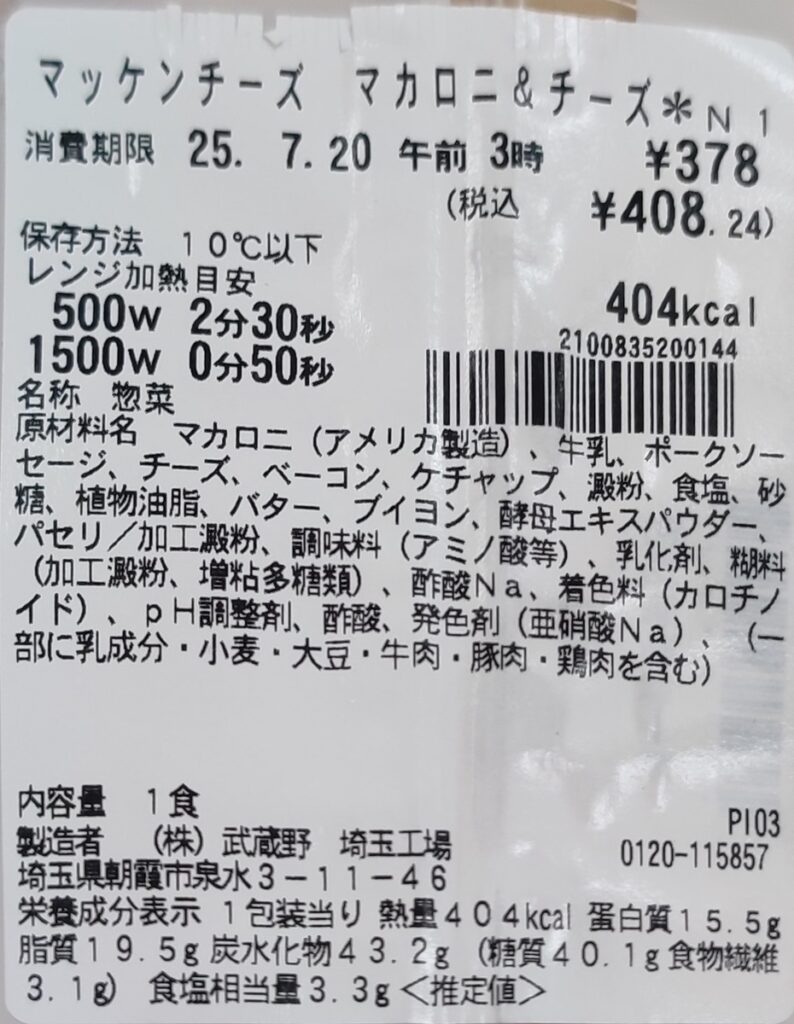 マッケンチーズ　マカロニ&チーズ＊Ｎ１
消費期限 25. 7.20 午前 3時 ¥378
(税込 ¥408.24)
保存方法　１０℃以下
レンジ加熱目安
500w 2分30秒 404kcal
1500w 0分50秒 2100835200144
名称　惣菜
原材料名　マカロニ（アメリカ製造）、牛乳、ポークソー
セージ、チーズ、ベーコン、ケチャップ、澱粉、食塩、砂
糖、植物油脂、バター、ブイヨン、酵母エキスパウダー、
パセリ／加工澱粉、調味料（アミノ酸等）、乳化剤、糊料
（加工澱粉、増粘多糖類）、酢酸Ｎａ、着色料（カロチノ
イド）、ｐＨ調整剤、酢酸、発色剤（亜硝酸Ｎａ）、（一
部に乳成分・小麦・大豆・牛肉・豚肉・鶏肉を含む）
内容量　１食 PI03
製造者　（株）武蔵野　埼玉工場 0120-115857
埼玉県朝霞市泉水３－１１－４６
栄養成分表示 １包装当り 熱量４０４kcal 蛋白質１５.５g
脂質１９.５g 炭水化物４３.２g（糖質４０.１g 食物繊維
３.１g） 食塩相当量３.３g＜推定値＞